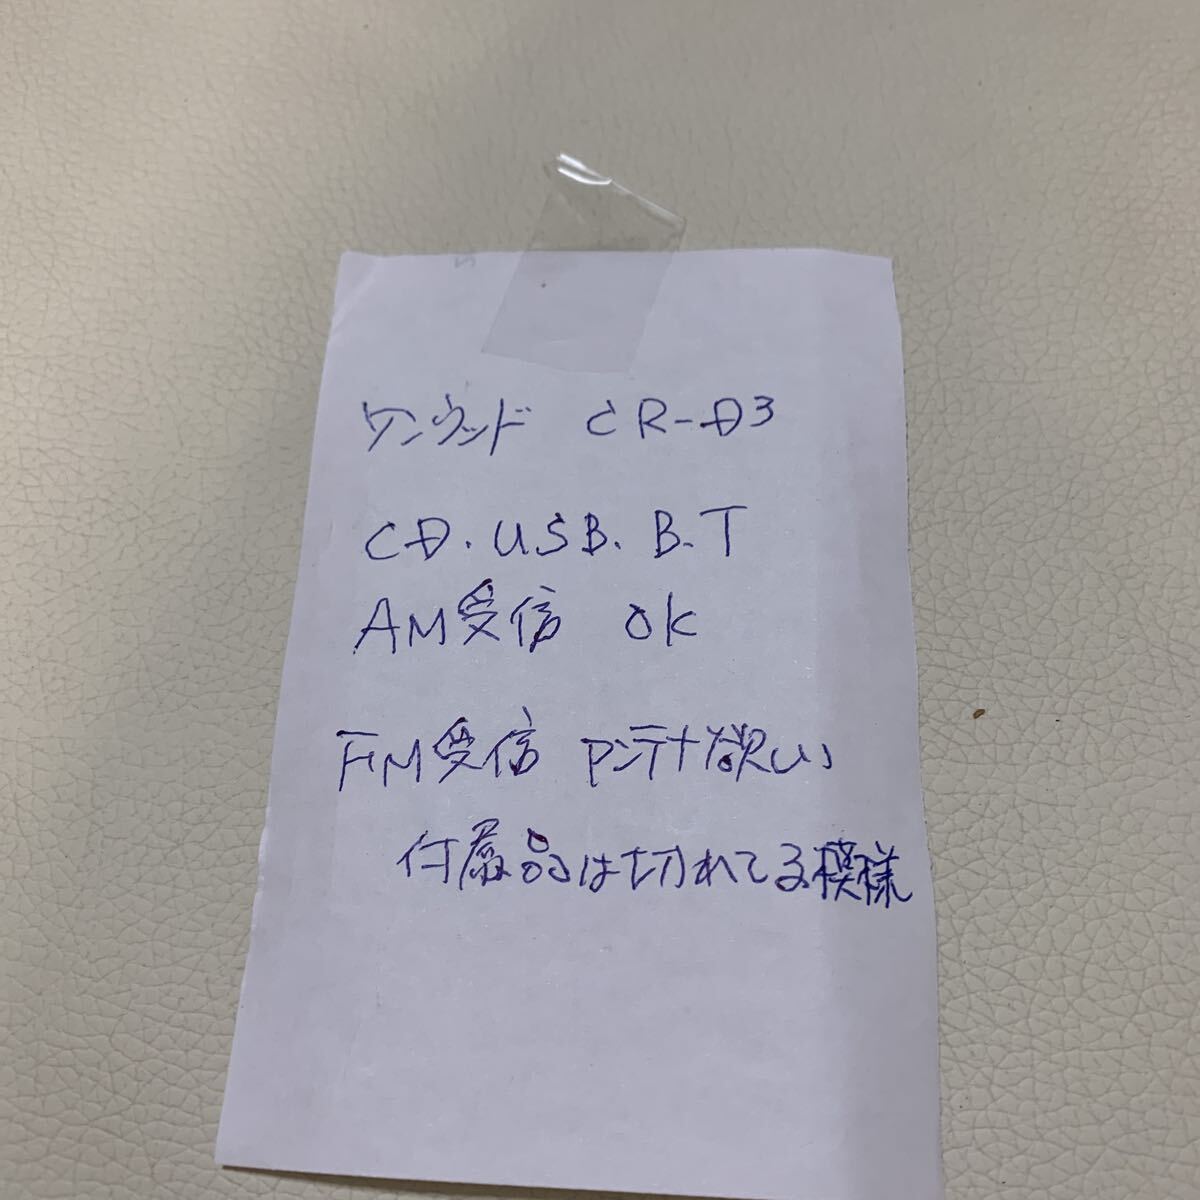 ケンウッド CR-D3
CD. USB. B.T
AM受信 OK
FM受信 アンテナ欲しい
付属品は切れてる模様